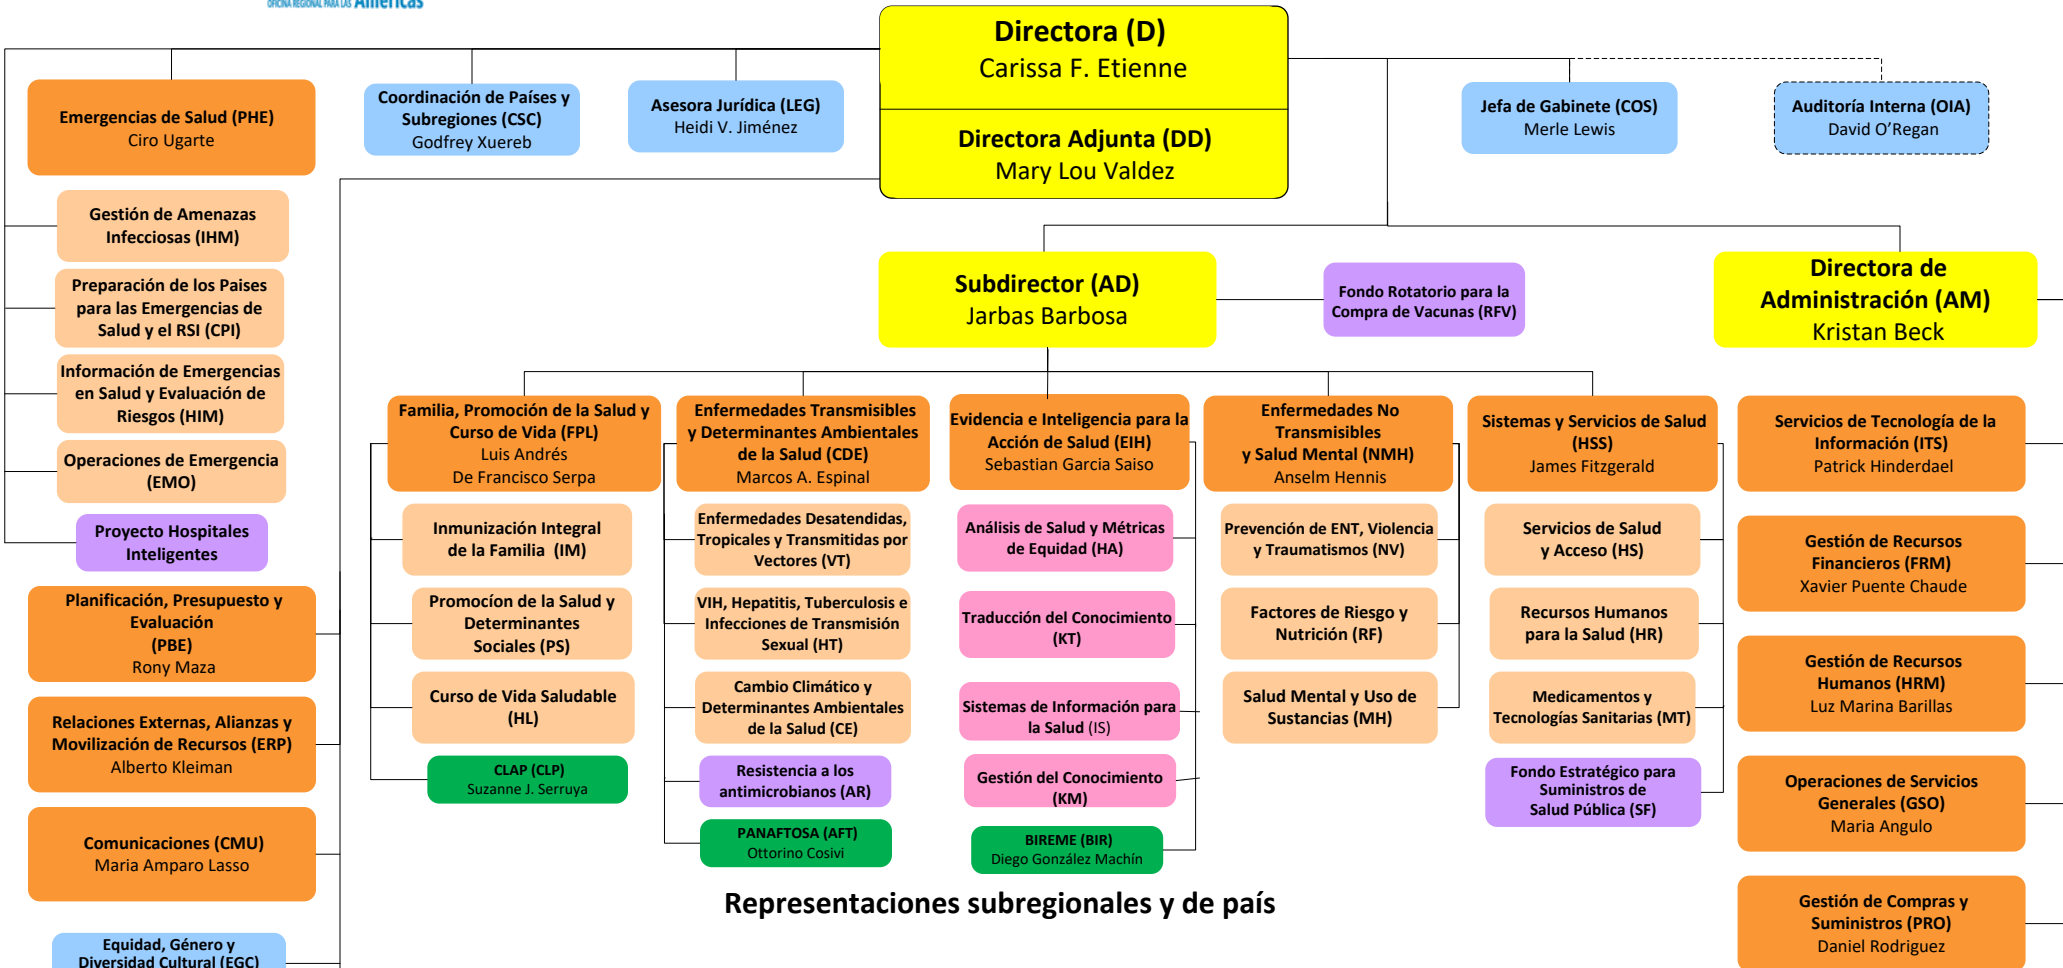 OFICINA REGIONAL PARA LAS Américas
Directora (D)
Carissa F. Etienne
Directora Adjunta (DD)
Mary Lou Valdez
Emergencias de Salud (PHE)
Ciro Ugarte
Coordinación de Países y
Subregiones (CSC)
Godfrey Xuereb
Asesora Jurídica (LEG)
Heidi V. Jiménez
Jefa de Gabinete (COS)
Merle Lewis
Auditoría Interna (OIA)
David O’Regan
Gestión de Amenazas
Infecciosas (IHM)
Preparación de los Paises
para las Emergencias de
Salud y el RSI (CPI)
Información de Emergencias
en Salud y Evaluación de
Riesgos (HIM)
Operaciones de Emergencia
(EMO)
Proyecto Hospitales
Inteligentes
Planificación, Presupuesto y
Evaluación
(PBE)
Rony Maza
Relaciones Externas, Alianzas y
Movilización de Recursos (ERP)
Alberto Kleiman
Comunicaciones (CMU)
Maria Amparo Lasso
Equidad, Género y
Diversidad Cultural (EGC)
Subdirector (AD)
Jarbas Barbosa
Fondo Rotatorio para la
Compra de Vacunas (RFV)
Directora de
Administración (AM)
Kristan Beck
Familia, Promoción de la Salud y
Curso de Vida (FPL)
Luis Andrés
De Francisco Serpa
Inmunización Integral
de la Familia (IM)
Promocíon de la Salud y
Determinantes
Sociales (PS)
Curso de Vida Saludable
(HL)
CLAP (CLP)
Suzanne J. Serruya
Enfermedades Transmisibles
y Determinantes Ambientales
de la Salud (CDE)
Marcos A. Espinal
Enfermedades Desatendidas,
Tropicales y Transmitidas por
Vectores (VT)
VIH, Hepatitis, Tuberculosis e
Infecciones de Transmisión
Sexual (HT)
Cambio Climático y
Determinantes Ambientales
de la Salud (CE)
Resistencia a los
antimicrobianos (AR)
PANAFTOSA (AFT)
Ottorino Cosivi
Evidencia e Inteligencia para la
Acción de Salud (EIH)
Sebastian Garcia Saiso
Análisis de Salud y Métricas
de Equidad (HA)
Traducción del Conocimiento
(KT)
Sistemas de Información para
la Salud (IS)
Gestión del Conocimiento
(KM)
BIREME (BIR)
Diego González Machín
Enfermedades No
Transmisibles
y Salud Mental (NMH)
Anselm Hennis
Prevención de ENT, Violencia
y Traumatismos (NV)
Factores de Riesgo y
Nutrición (RF)
Salud Mental y Uso de
Sustancias (MH)
Sistemas y Servicios de Salud
(HSS)
James Fitzgerald
Servicios de Salud
y Acceso (HS)
Recursos Humanos
para la Salud (HR)
Medicamentos y
Tecnologías Sanitarias (MT)
Fondo Estratégico para
Suministros de
Salud Pública (SF)
Servicios de Tecnología de la
Información (ITS)
Patrick Hinderdael
Gestión de Recursos
Financieros (FRM)
Xavier Puente Chaude
Gestión de Recursos
Humanos (HRM)
Luz Marina Barillas
Operaciones de Servicios
Generales (GSO)
Maria Angulo
Gestión de Compras y
Suministros (PRO)
Daniel Rodriguez
Representaciones subregionales y de país